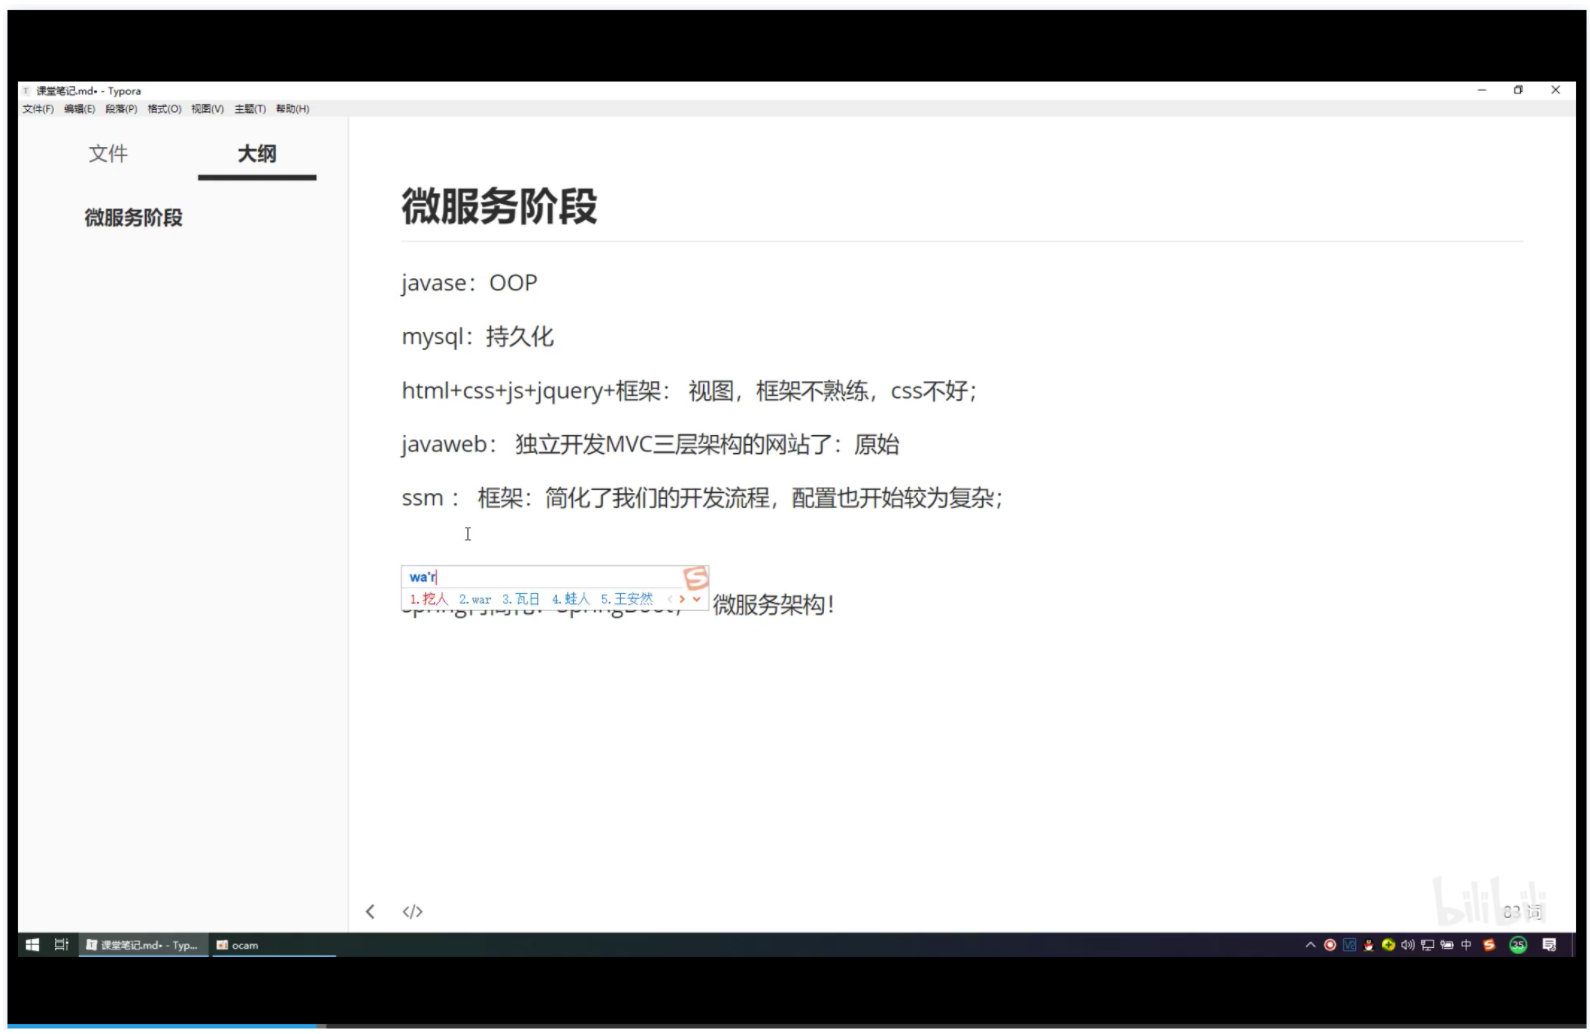 课堂笔记.md• - Typora
文件(F) 编辑(E) 段落(P) 格式(O) 视图(V) 主题(T) 帮助(H)
文件 大纲
微服务阶段
微服务阶段
javase：OOP
mysql：持久化
html+css+js+jquery+框架： 视图，框架不熟练，css不好；
javaweb： 独立开发MVC三层架构的网站了：原始
ssm ： 框架：简化了我们的开发流程，配置也开始较为复杂；
wa'r
1.挖人 2.war 3.瓦日 4.蛙人 5.王安然
微服务架构！
</>
bilibili
83 词
课堂笔记.md• - Typ...
ocam
中
35